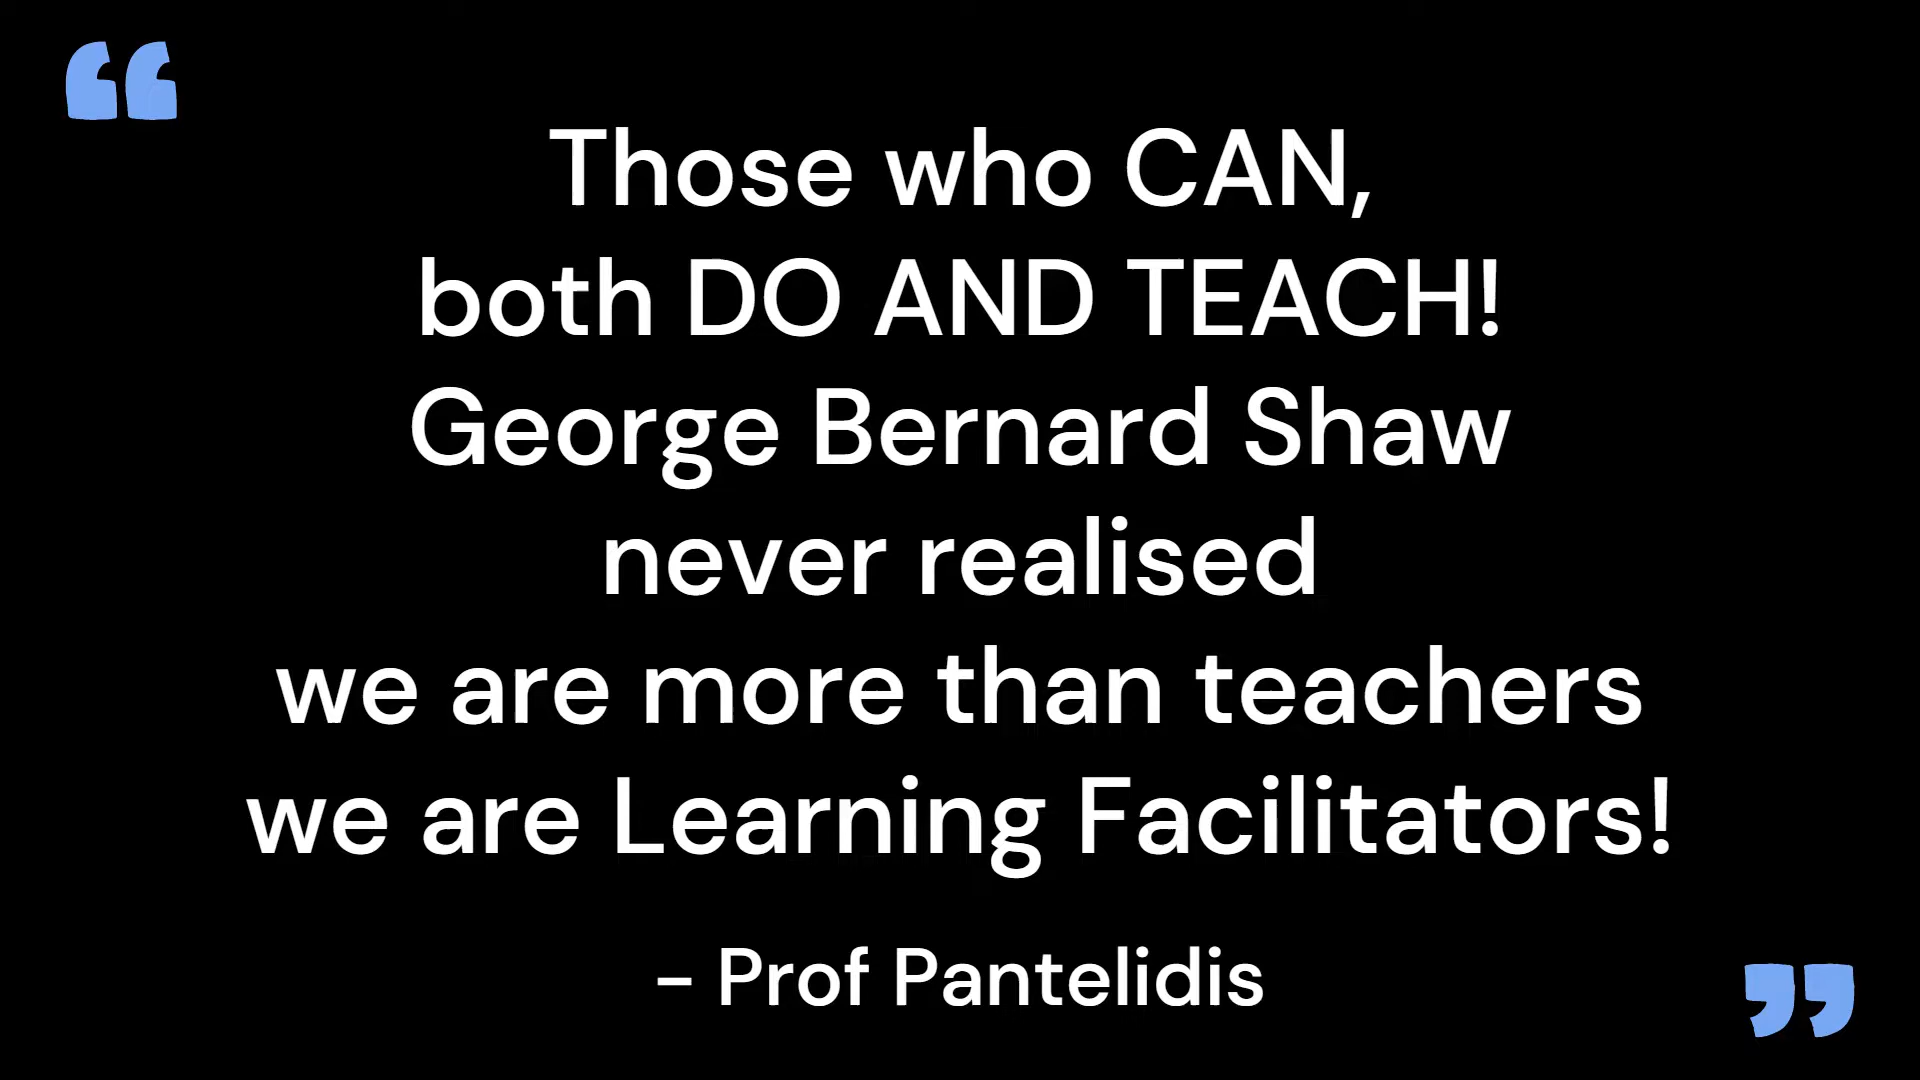 “
Those who CAN,
both DO AND TEACH!
George Bernard Shaw
never realised
we are more than teachers
we are Learning Facilitators!
– Prof Pantelidis
”